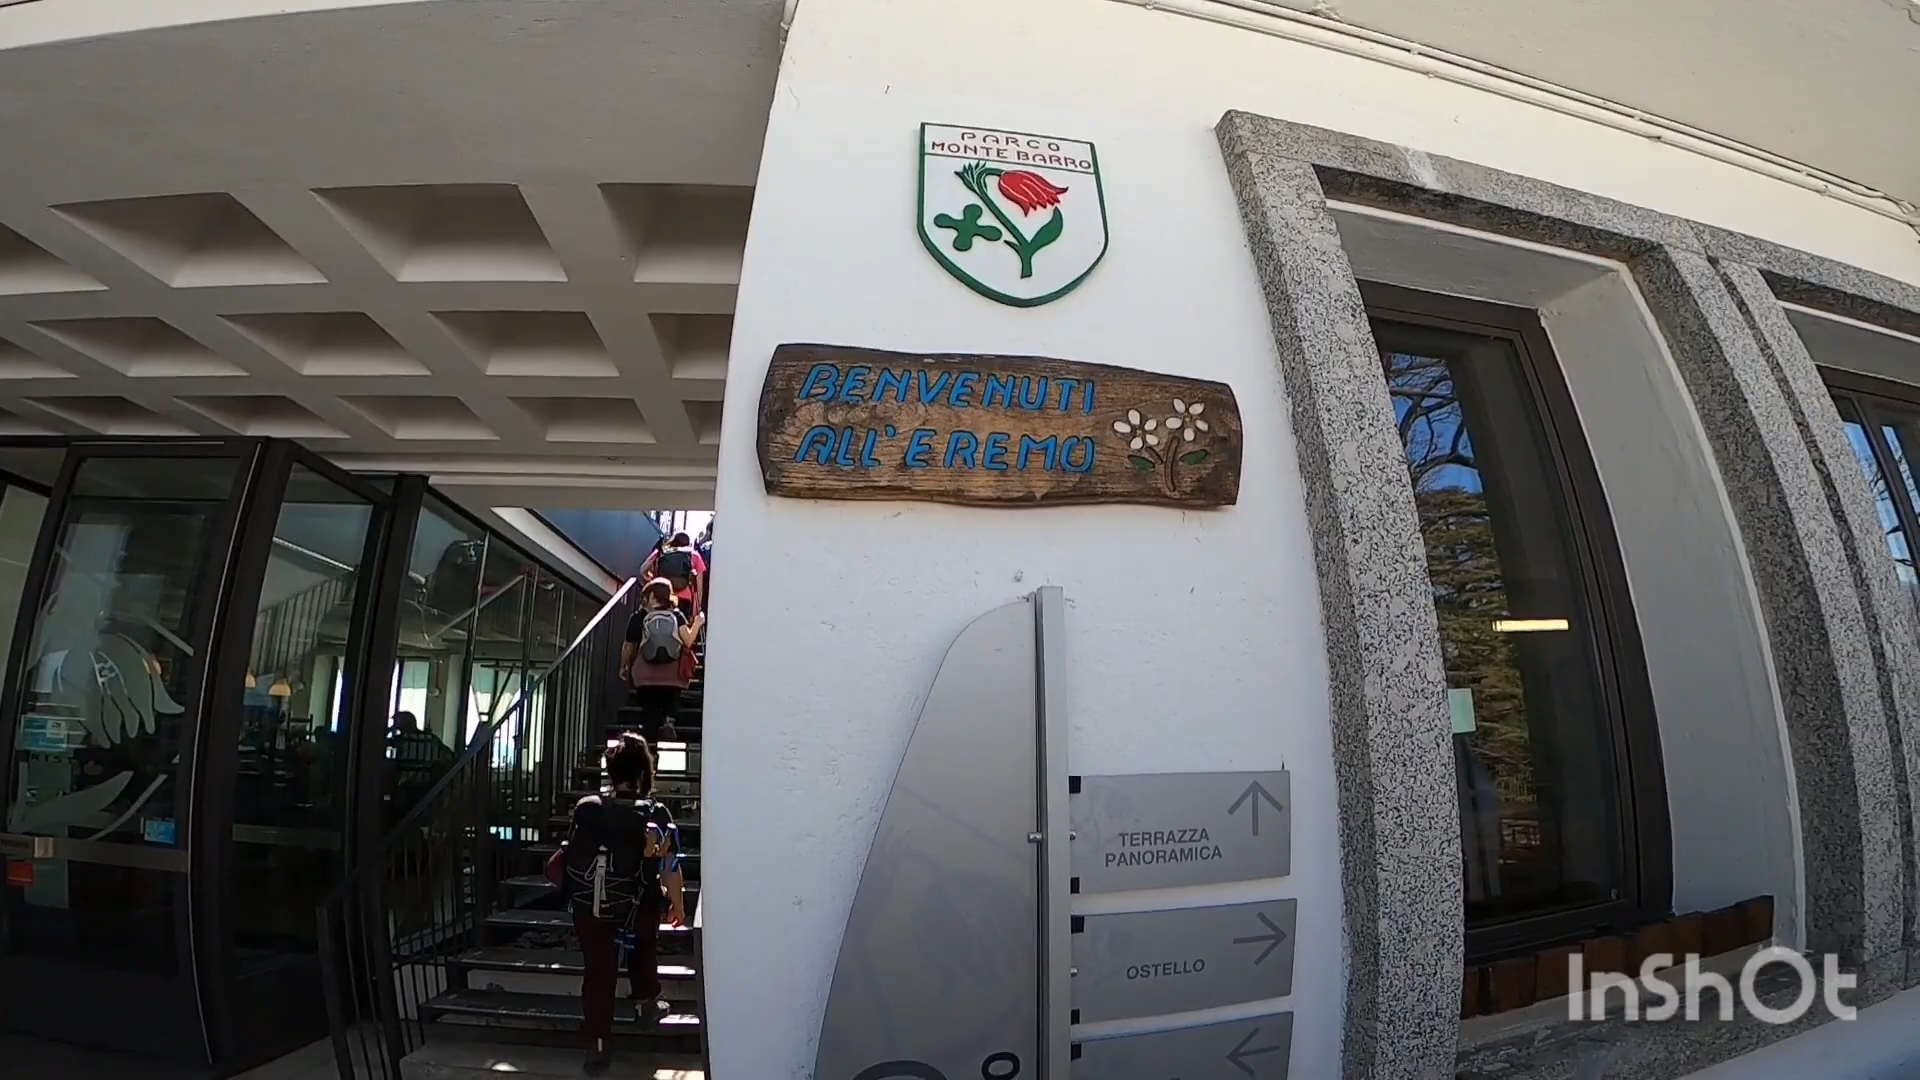 PARCO
MONTE BARRO
BENVENUTI
ALL'EREMO
TERRAZZA
PANORAMICA
OSTELLO
InShOt